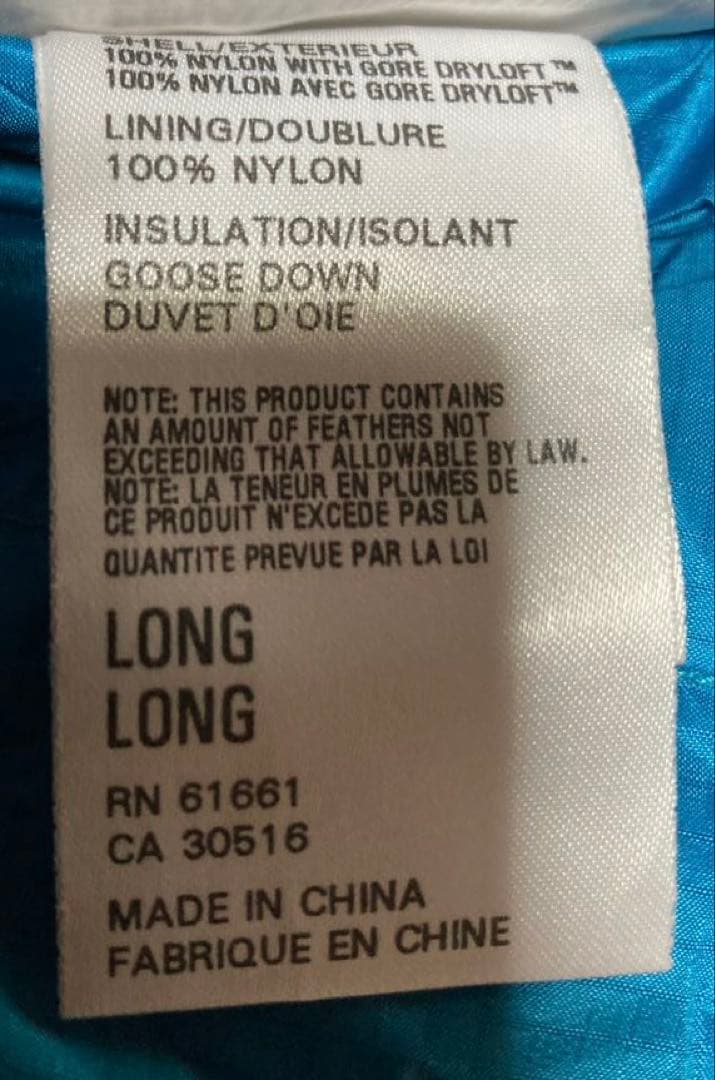 SHELL/EXTERIEUR
100% NYLON WITH GORE DRYLOFT™
100% NYLON AVEC GORE DRYLOFT™
LINING/DOUBLURE
100% NYLON
INSULATION/ISOLANT
GOOSE DOWN
DUVET D'OIE
NOTE: THIS PRODUCT CONTAINS
AN AMOUNT OF FEATHERS NOT
EXCEEDING THAT ALLOWABLE BY LAW.
NOTE: LA TENEUR EN PLUMES DE
CE PRODUIT N'EXCEDE PAS LA
QUANTITE PREVUE PAR LA LOI
LONG
LONG
RN 61661
CA 30516
MADE IN CHINA
FABRIQUE EN CHINE